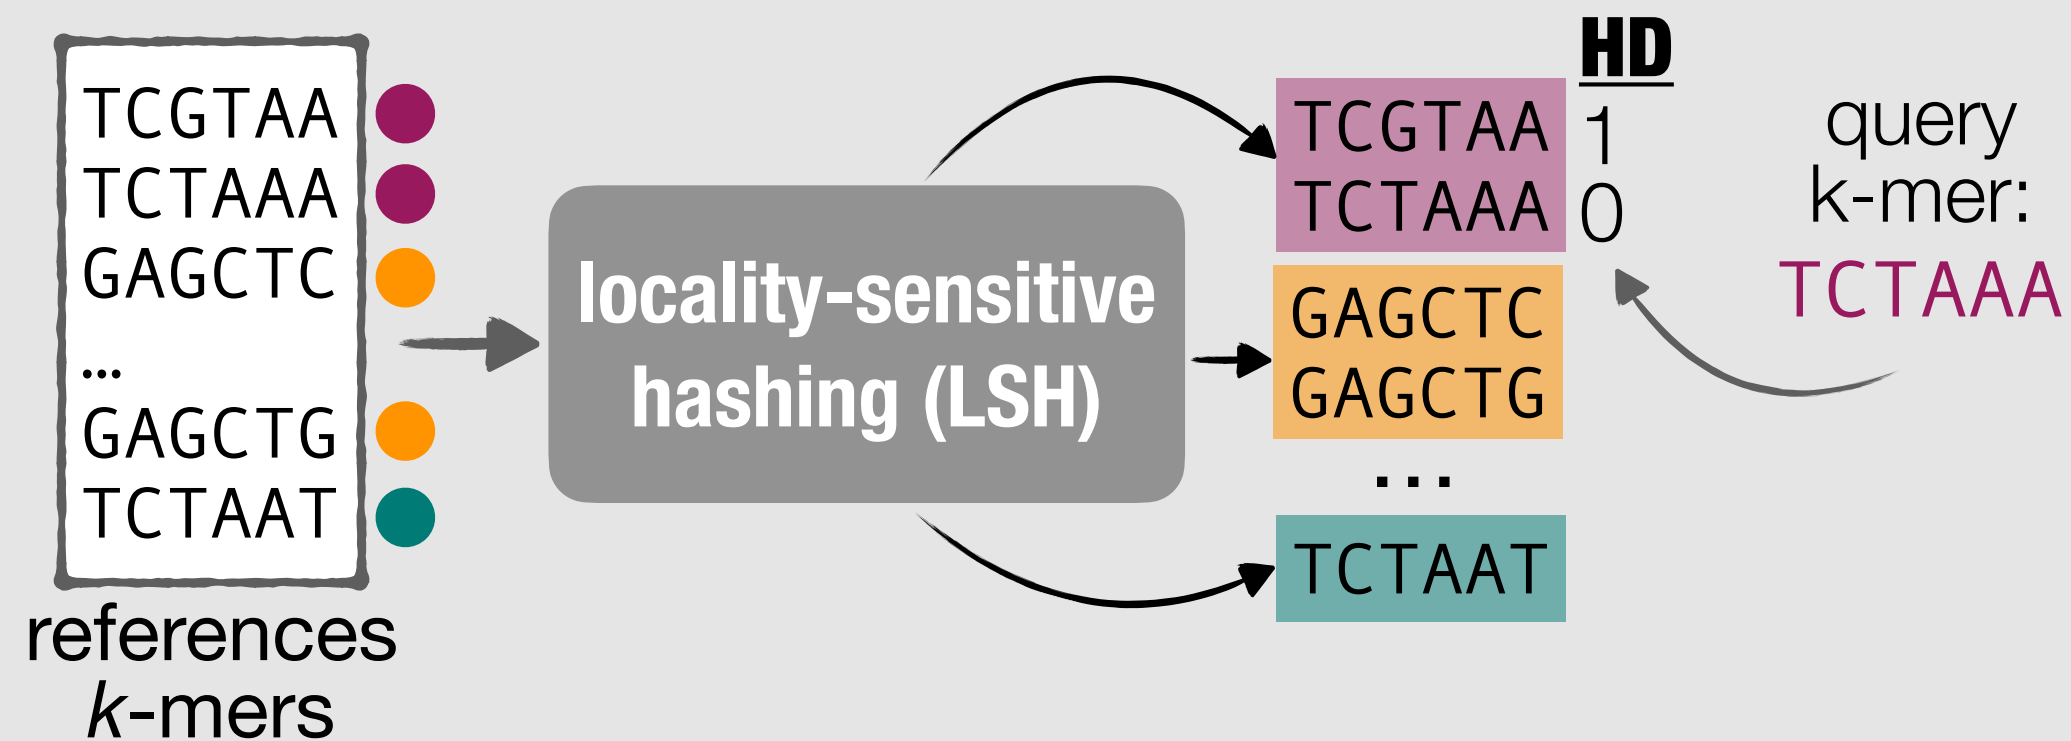 TCGTAA
TCTAAA
GAGCTC
...
GAGCTG
TCTAAT
references
k-mers
locality-sensitive
hashing (LSH)
HD
TCGTAA 1
TCTAAA 0
GAGCTC
GAGCTG
...
TCTAAT
query
k-mer:
TCTAAA